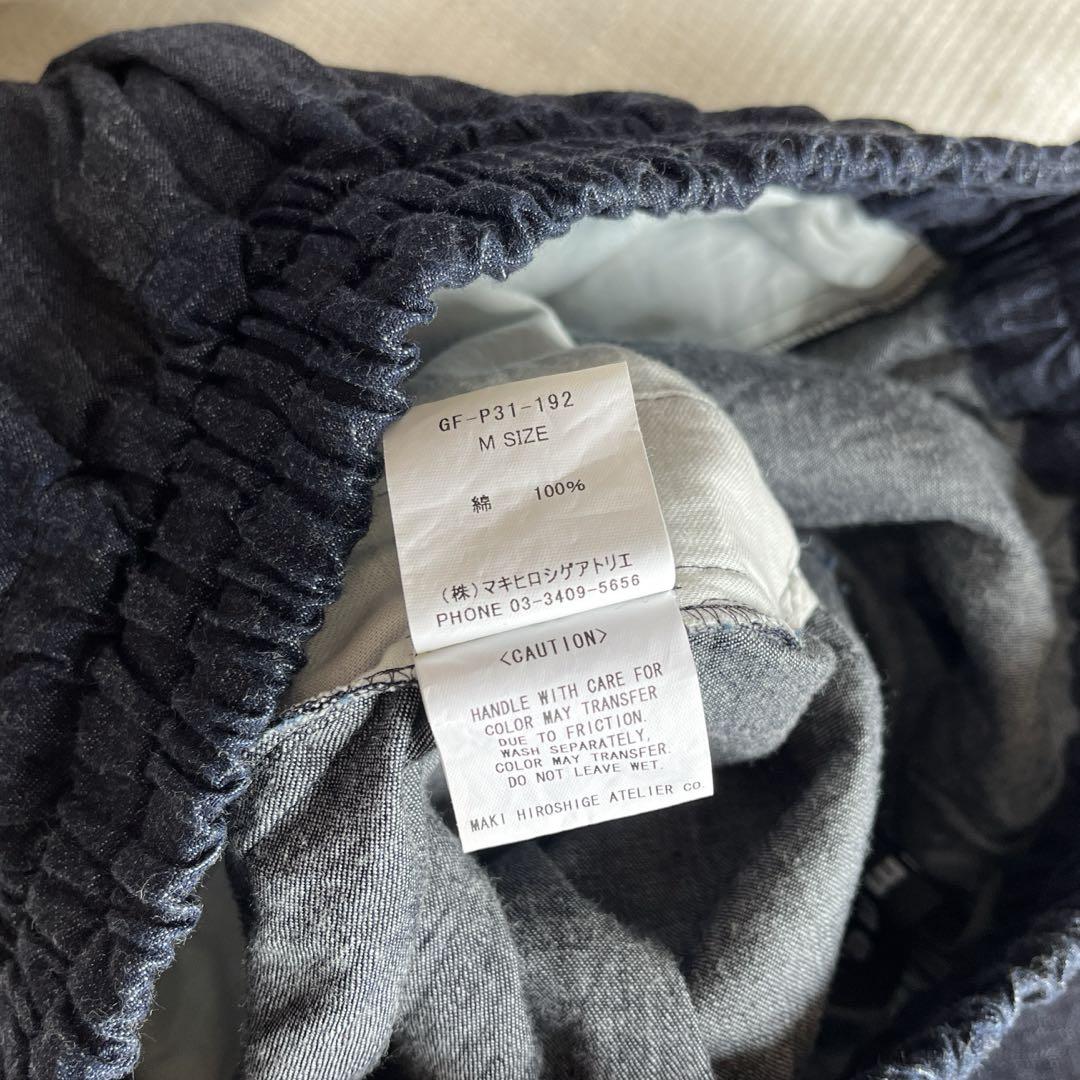 GF-P31-192
M SIZE
綿 100%
(株)マキヒロシゲアトリエ
PHONE 03-3409-5656
<CAUTION>
HANDLE WITH CARE FOR
COLOR MAY TRANSFER
DUE TO FRICTION.
WASH SEPARATELY,
COLOR MAY TRANSFER.
DO NOT LEAVE WET.
MAKI HIROSHIGE ATELIER CO.